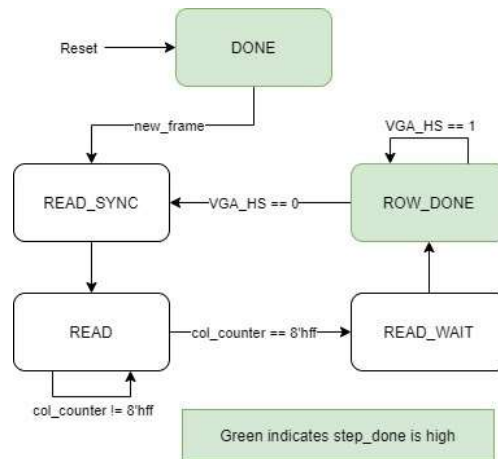 Reset
DONE
new_frame
VGA_HS == 1
READ_SYNC
VGA_HS == 0
ROW_DONE
READ
col_counter == 8'hff
READ_WAIT
col_counter != 8'hff
Green indicates step_done is high